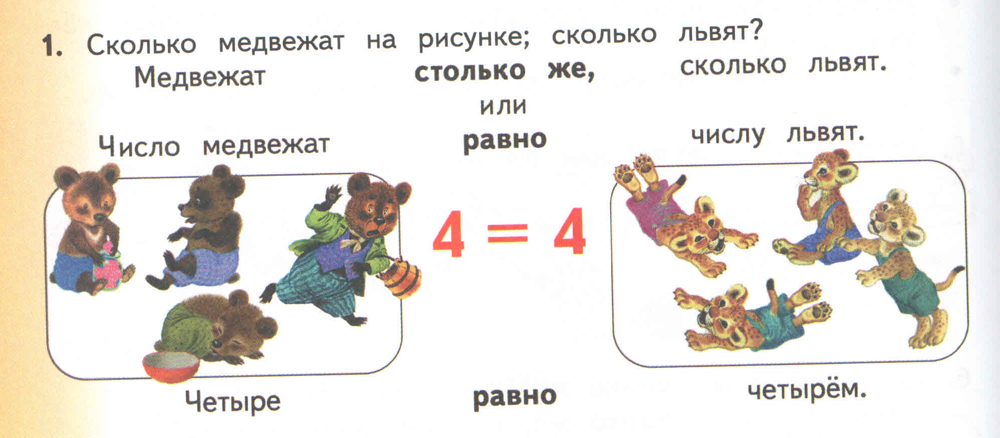 1. Сколько медвежат на рисунке; сколько львят?
Медвежат столько же, сколько львят.
или
Число медвежат равно числу львят.
4 = 4
Четыре равно четырём.